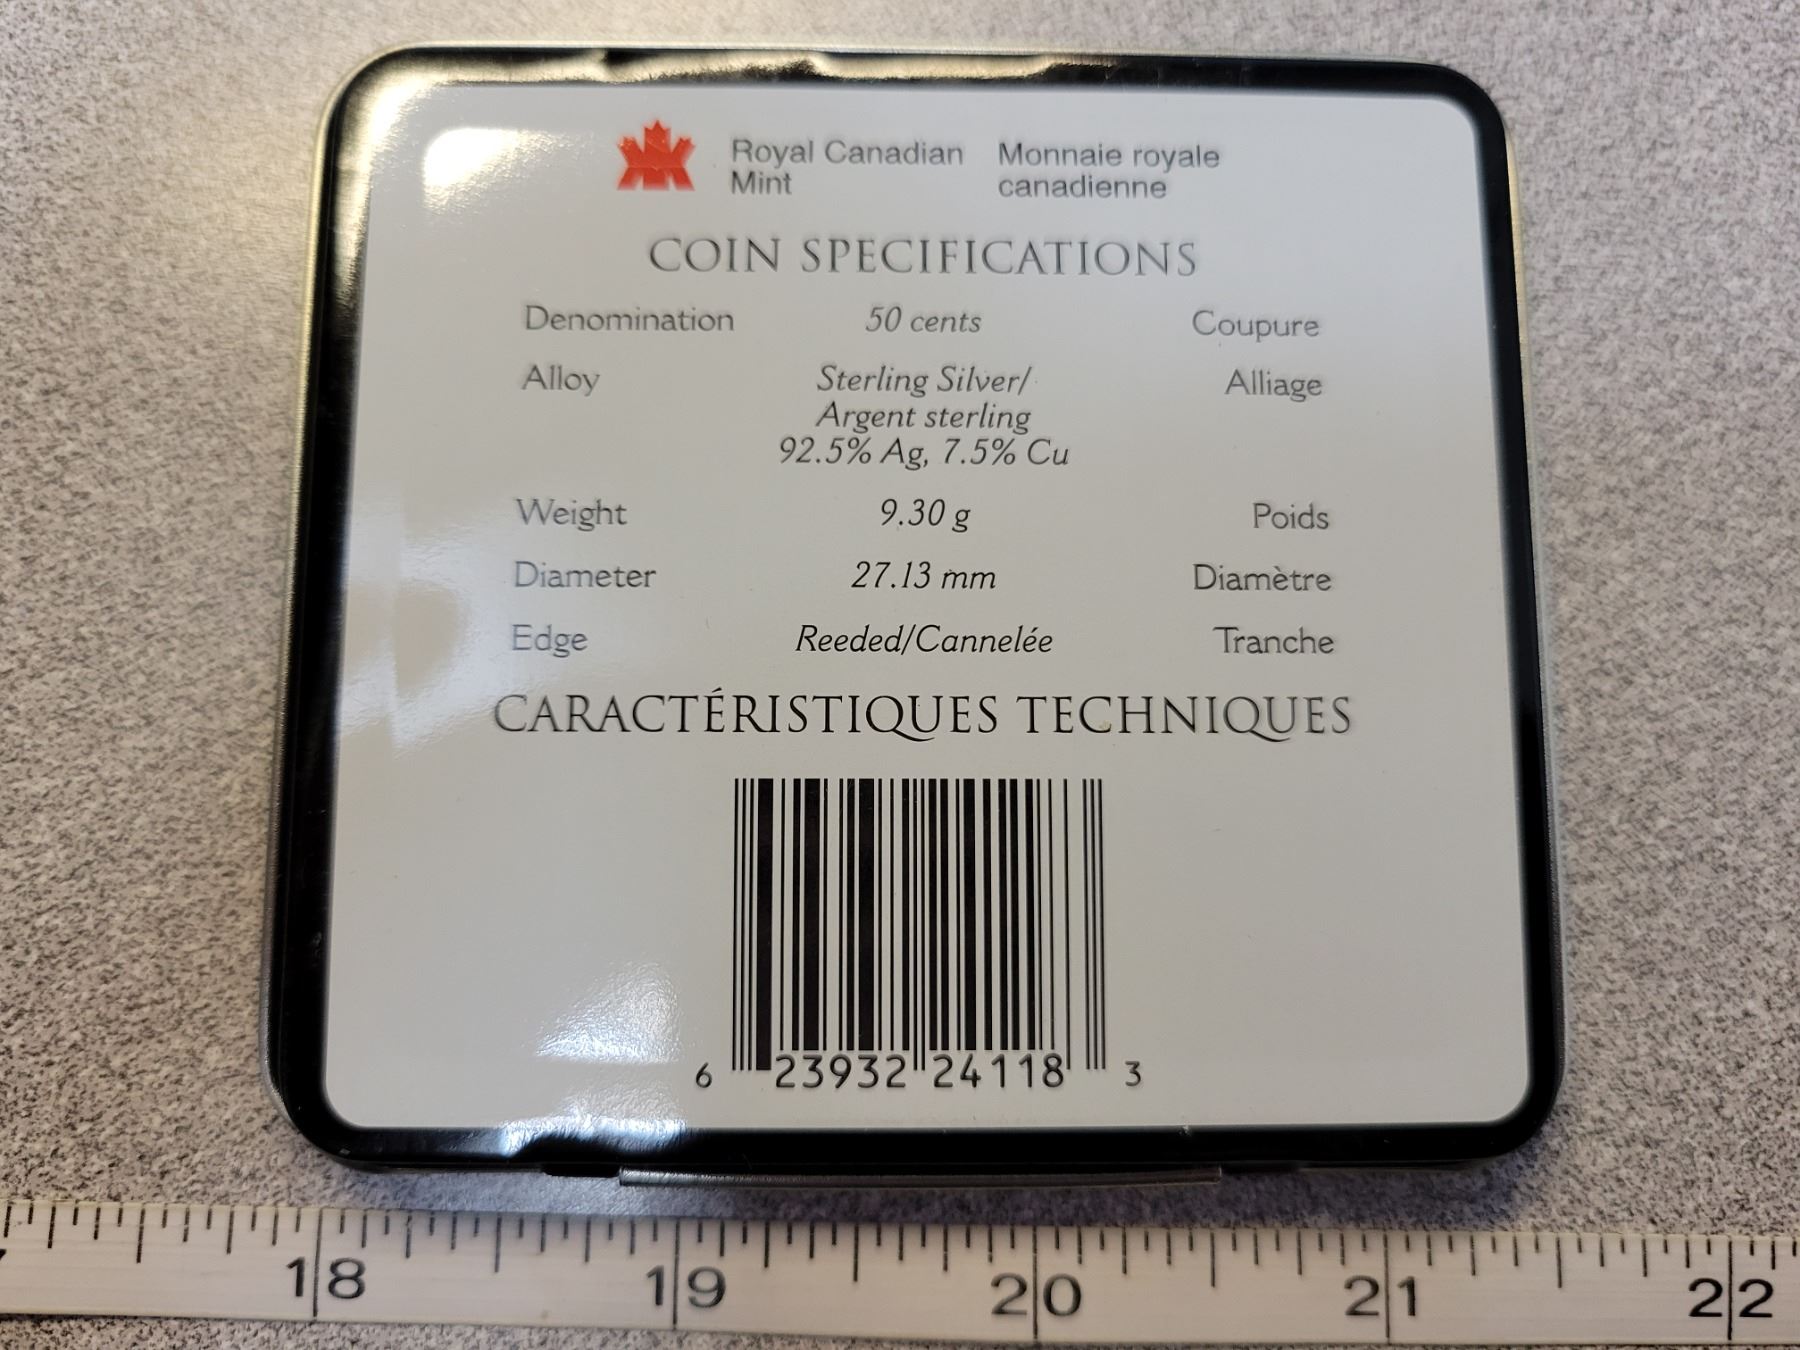 Royal Canadian Mint
Monnaie royale canadienne
COIN SPECIFICATIONS
Denomination 50 cents Coupure
Alloy Sterling Silver/ Alliage
Argent sterling
92.5% Ag, 7.5% Cu
Weight 9.30 g Poids
Diameter 27.13 mm Diamètre
Edge Reeded/Cannelée Tranche
CARACTÉRISTIQUES TECHNIQUES
6 23932 24118 3
18 19 20 21 22